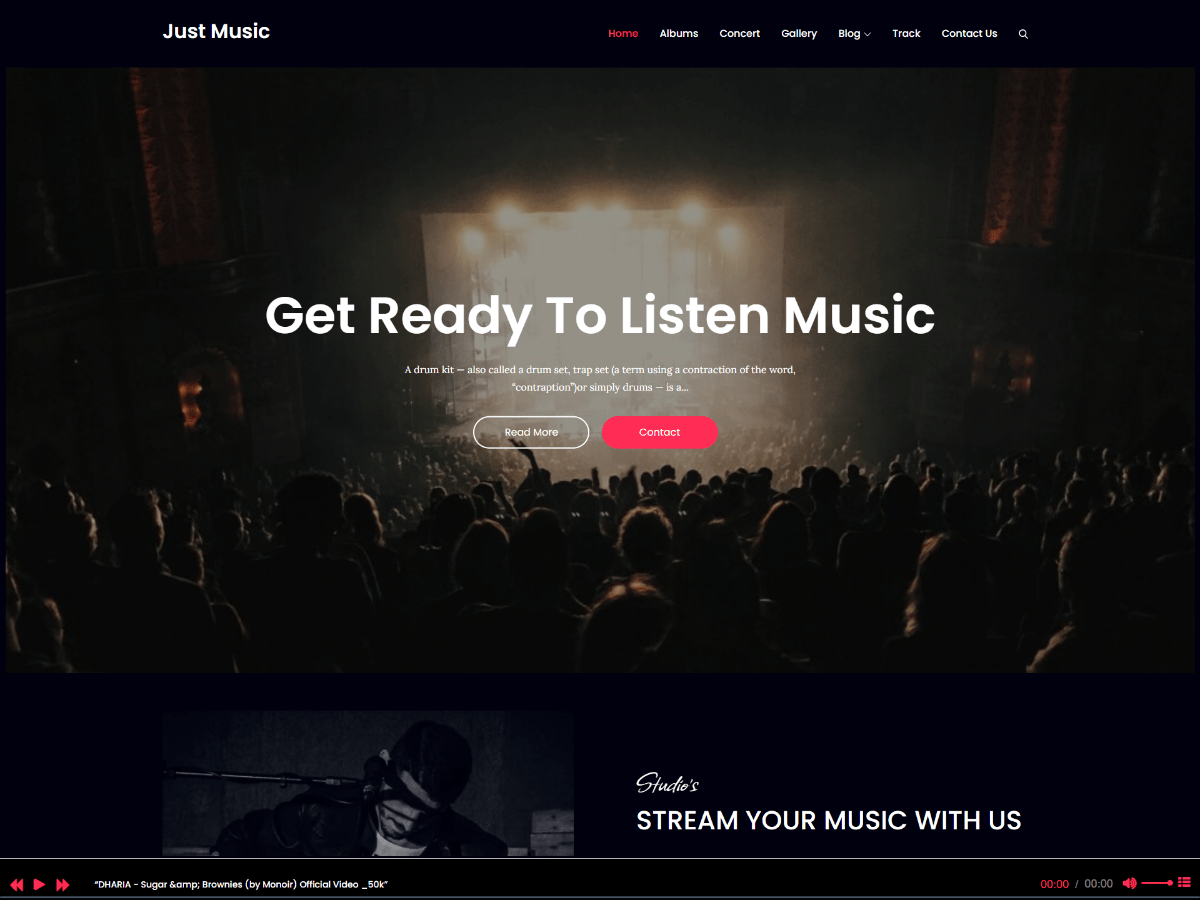 Just Music
Home Albums Concert Gallery Blog Track Contact Us
Get Ready To Listen Music
A drum kit — also called a drum set, trap set (a term using a contraction of the word,
“contraption”)or simply drums — is a...
Read More Contact
Studio's
STREAM YOUR MUSIC WITH US
“DHARIA - Sugar &amp; Brownies (by Monoir) Official Video _50k” 00:00 / 00:00